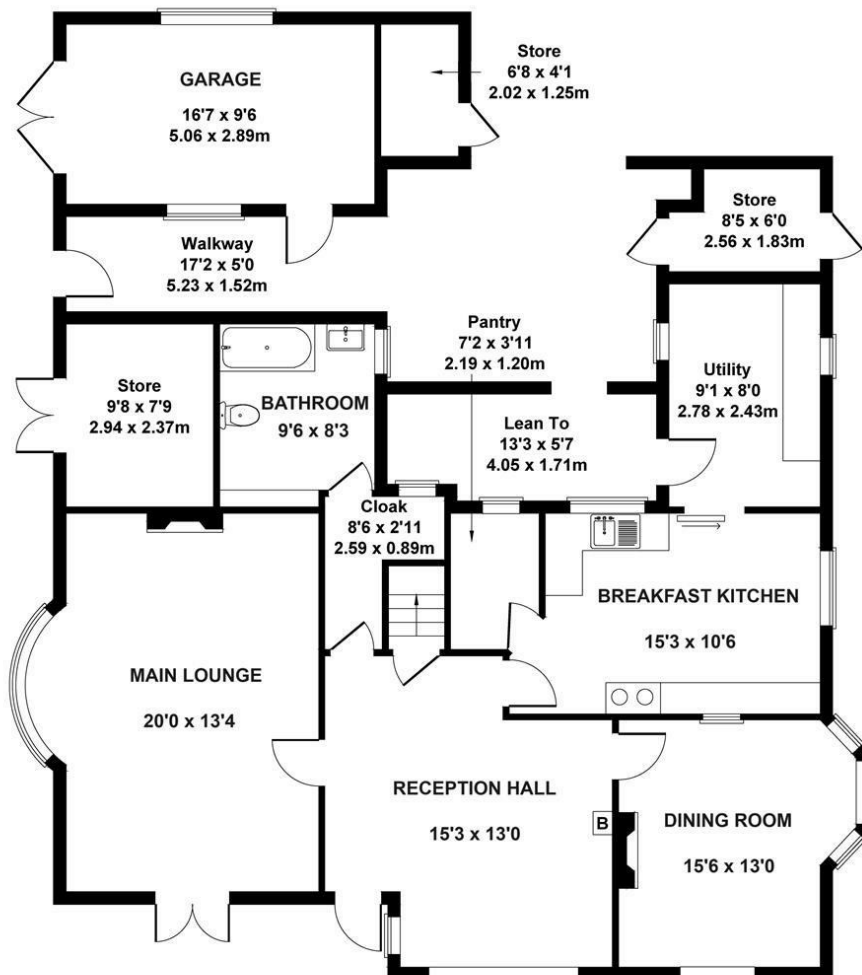 GARAGE
16'7 x 9'6
5.06 x 2.89m
Store
6'8 x 4'1
2.02 x 1.25m
Store
8'5 x 6'0
2.56 x 1.83m
Walkway
17'2 x 5'0
5.23 x 1.52m
Pantry
7'2 x 3'11
2.19 x 1.20m
Utility
9'1 x 8'0
2.78 x 2.43m
Store
9'8 x 7'9
2.94 x 2.37m
BATHROOM
9'6 x 8'3
Lean To
13'3 x 5'7
4.05 x 1.71m
Cloak
8'6 x 2'11
2.59 x 0.89m
BREAKFAST KITCHEN
15'3 x 10'6
MAIN LOUNGE
20'0 x 13'4
RECEPTION HALL
15'3 x 13'0
B
DINING ROOM
15'6 x 13'0